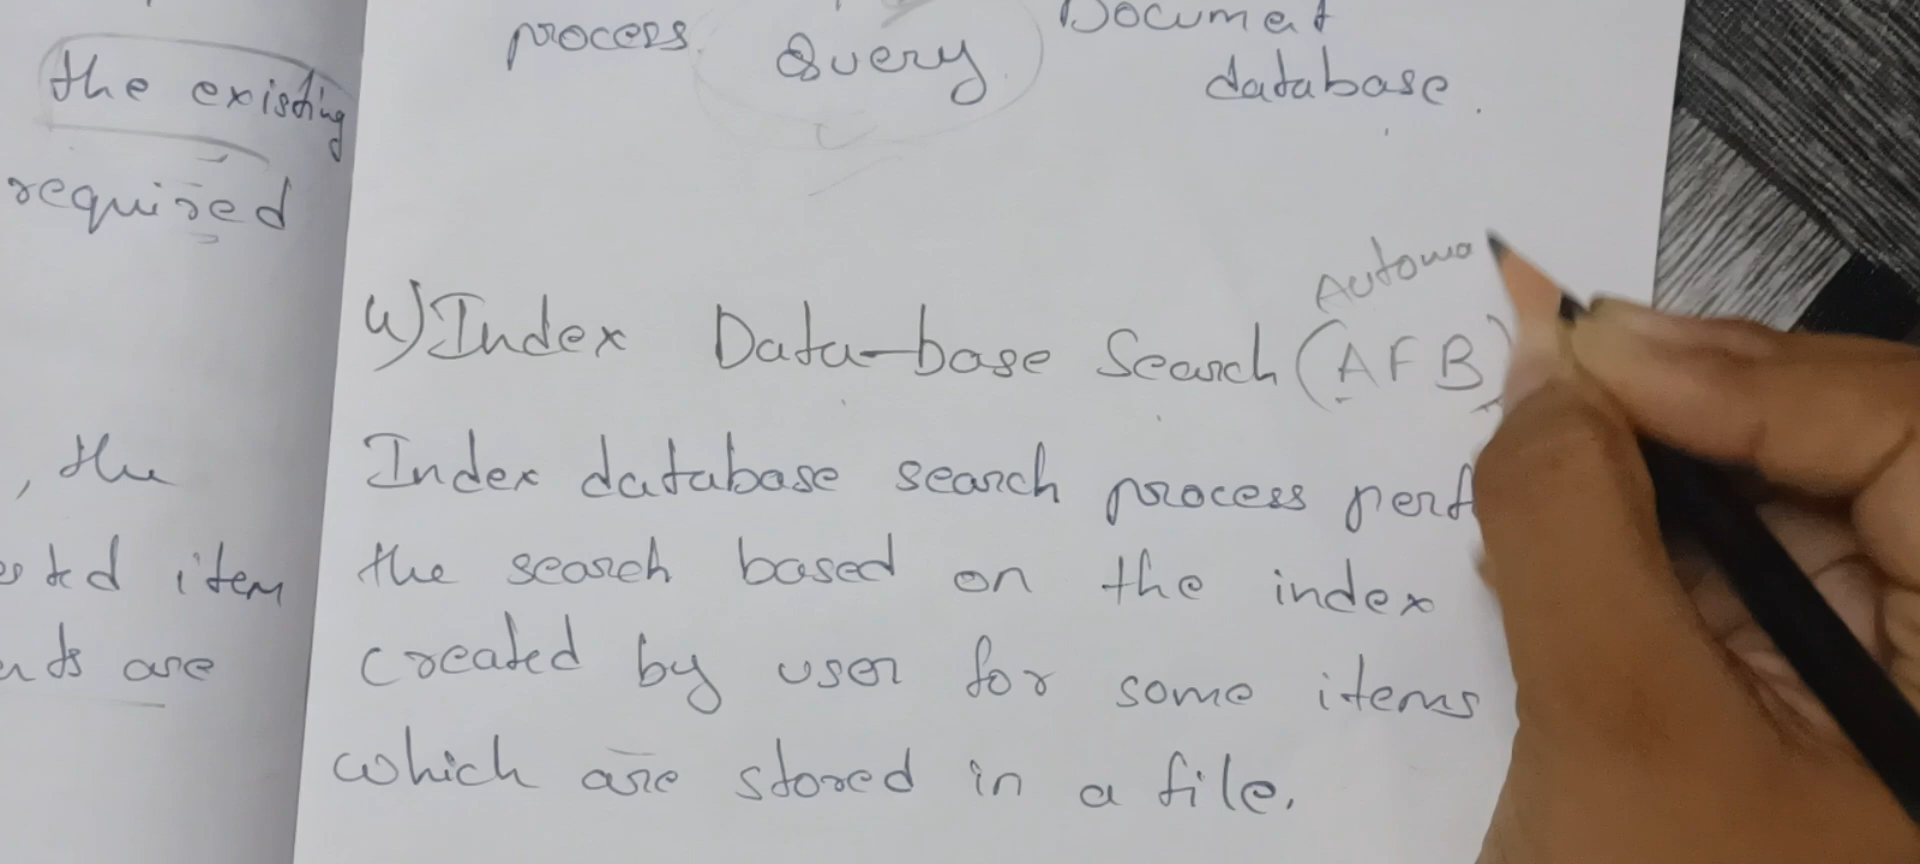 the existing
required
, the
item
are
process
Query
Document
database.
Automa
4) Index Data-base Search (AFB)
Index database search process perf
the search based on the index
created by user for some items
which are stored in a file.